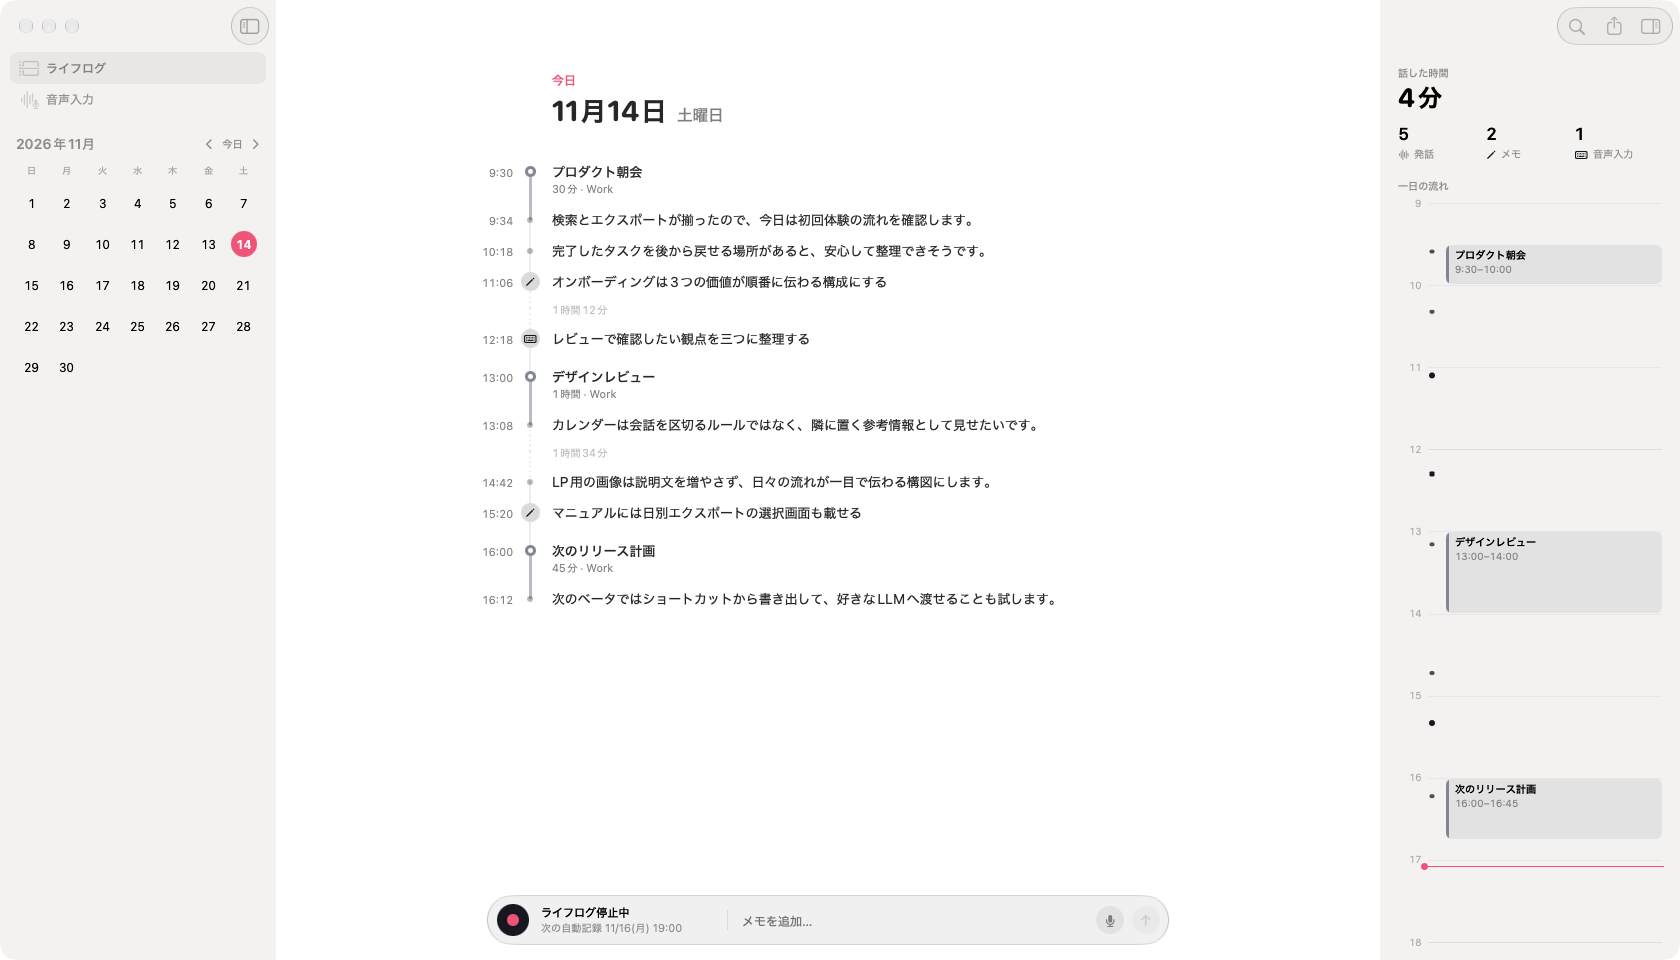 ライフログ
音声入力
2026年11月
今日
日 月 火 水 木 金 土
1 2 3 4 5 6 7
8 9 10 11 12 13 14
15 16 17 18 19 20 21
22 23 24 25 26 27 28
29 30
今日
11月14日 土曜日
9:30 プロダクト朝会
30分 · Work
9:34 検索とエクスポートが揃ったので、今日は初回体験の流れを確認します。
10:18 完了したタスクを後から戻せる場所があると、安心して整理できそうです。
11:06 オンボーディングは3つの価値が順番に伝わる構成にする
1時間12分
12:18 レビューで確認したい観点を三つに整理する
13:00 デザインレビュー
1時間 · Work
13:08 カレンダーは会話を区切るルールではなく、隣に置く参考情報として見せたいです。
1時間34分
14:42 LP用の画像は説明文を増やさず、日々の流れが一目で伝わる構図にします。
15:20 マニュアルには日別エクスポートの選択画面も載せる
16:00 次のリリース計画
45分 · Work
16:12 次のベータではショートカットから書き出して、好きなLLMへ渡せることも試します。
ライフログ停止中
次の自動記録 11/16(月) 19:00
メモを追加...
話した時間
4分
5 2 1
発話 メモ 音声入力
一日の流れ
9
プロダクト朝会
9:30–10:00
10
11
12
13
デザインレビュー
13:00–14:00
14
15
16
次のリリース計画
16:00–16:45
17
18